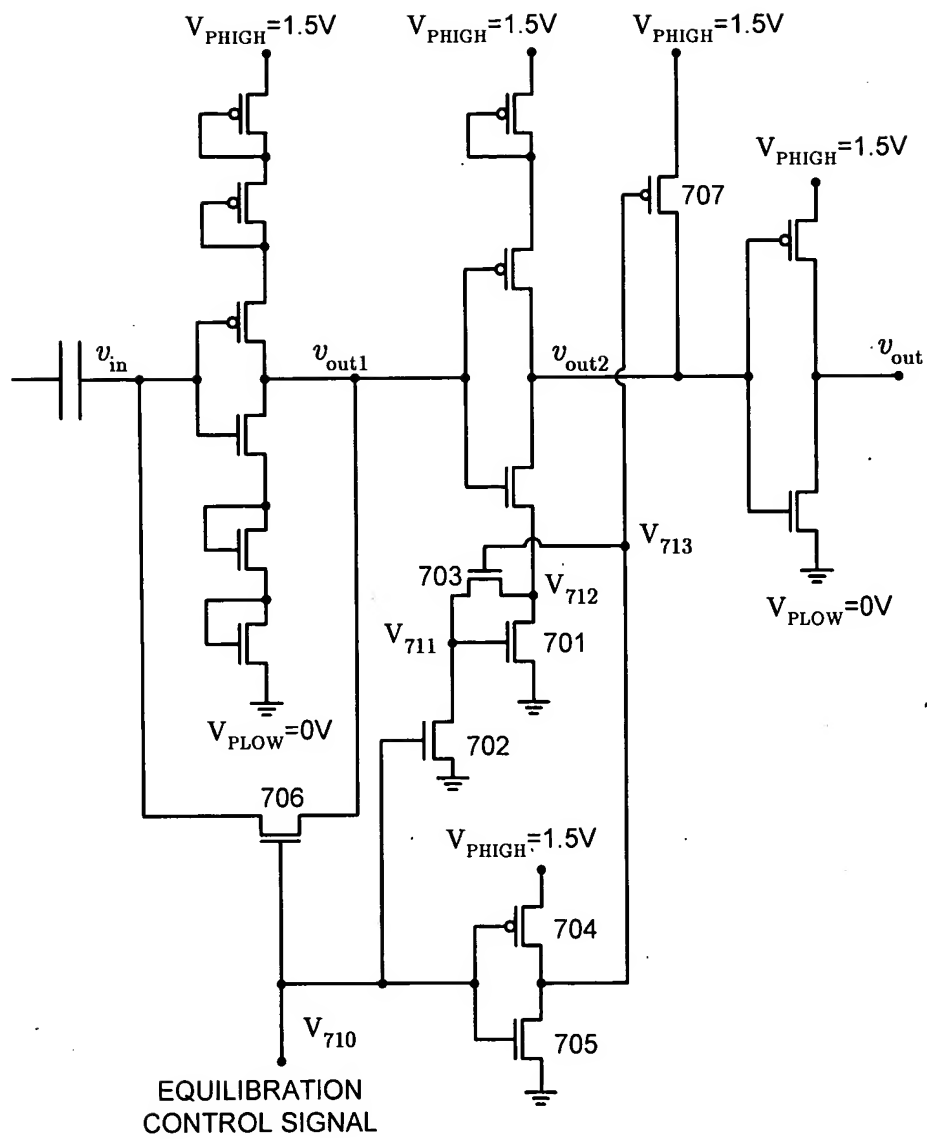 V_PHIGH=1.5V
V_PHIGH=1.5V
V_PHIGH=1.5V
V_PHIGH=1.5V
707
v_in
v_out1
v_out2
v_out
V_713
703
V_712
V_711
701
V_PLOW=0V
V_PLOW=0V
702
706
V_PHIGH=1.5V
704
V_710
705
EQUILIBRATION
CONTROL SIGNAL